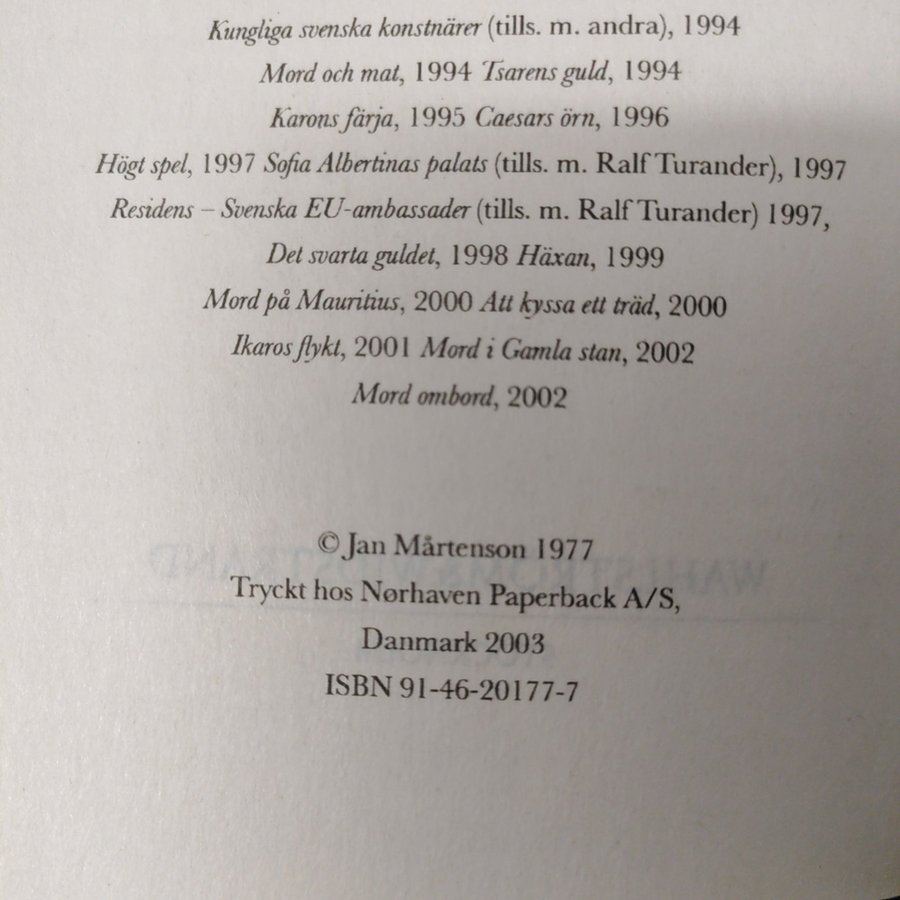 Kungliga svenska konstnärer (tills. m. andra), 1994
Mord och mat, 1994 Tsarens guld, 1994
Karons färja, 1995 Caesars örn, 1996
Högt spel, 1997 Sofia Albertinas palats (tills. m. Ralf Turander), 1997
Residens – Svenska EU-ambassader (tills. m. Ralf Turander) 1997,
Det svarta guldet, 1998 Häxan, 1999
Mord på Mauritius, 2000 Att kyssa ett träd, 2000
Ikaros flykt, 2001 Mord i Gamla stan, 2002
Mord ombord, 2002
© Jan Mårtenson 1977
Tryckt hos Nørhaven Paperback A/S,
Danmark 2003
ISBN 91-46-20177-7